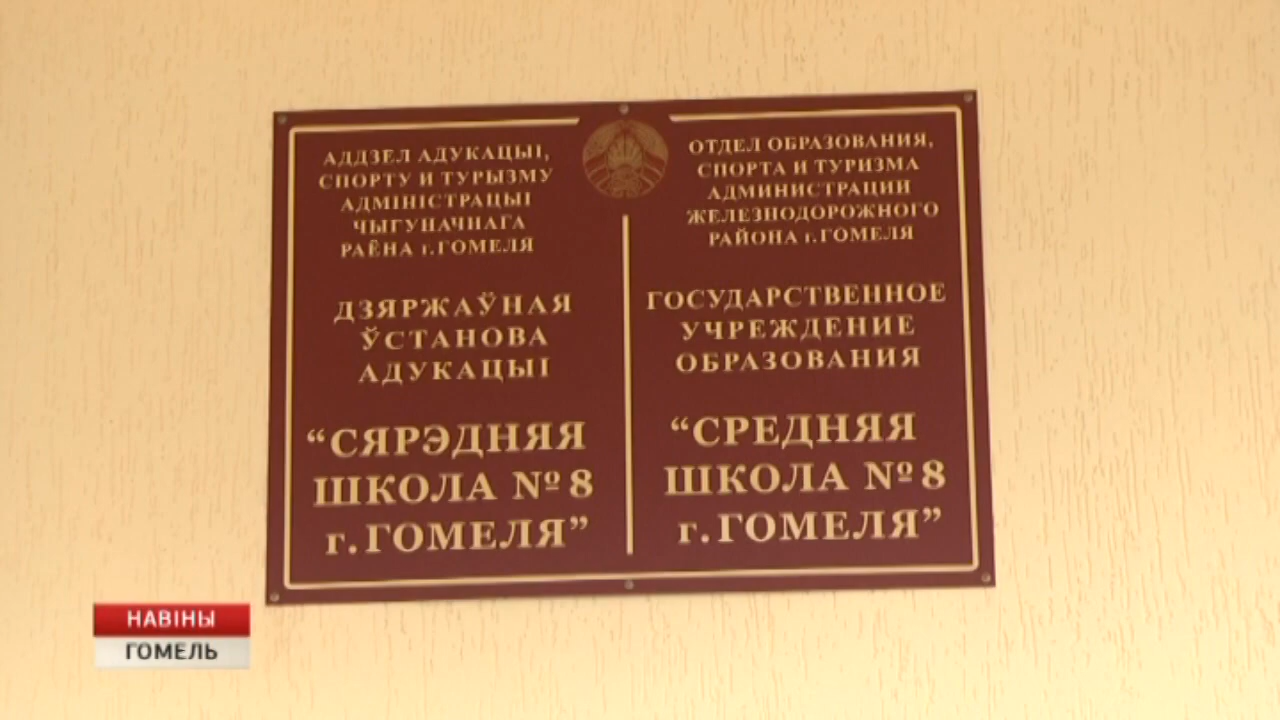 АДДЗЕЛ АДУКАЦЫІ,
СПОРТУ И ТУРЫЗМУ
АДМІНІСТРАЦЫІ
ЧЫГУНАЧНАГА
РАЁНА г.ГОМЕЛЯ
ДЗЯРЖАЎНАЯ
ЎСТАНОВА
АДУКАЦЫІ
“СЯРЭДНЯЯ
ШКОЛА №8
г.ГОМЕЛЯ”
ОТДЕЛ ОБРАЗОВАНИЯ,
СПОРТА И ТУРИЗМА
АДМИНИСТРАЦИИ
ЖЕЛЕЗНОДОРОЖНОГО
РАЙОНА г.ГОМЕЛЯ
ГОСУДАРСТВЕННОЕ
УЧРЕЖДЕНИЕ
ОБРАЗОВАНИЯ
“СРЕДНЯЯ
ШКОЛА №8
г.ГОМЕЛЯ”
НАВІНЫ
ГОМЕЛЬ